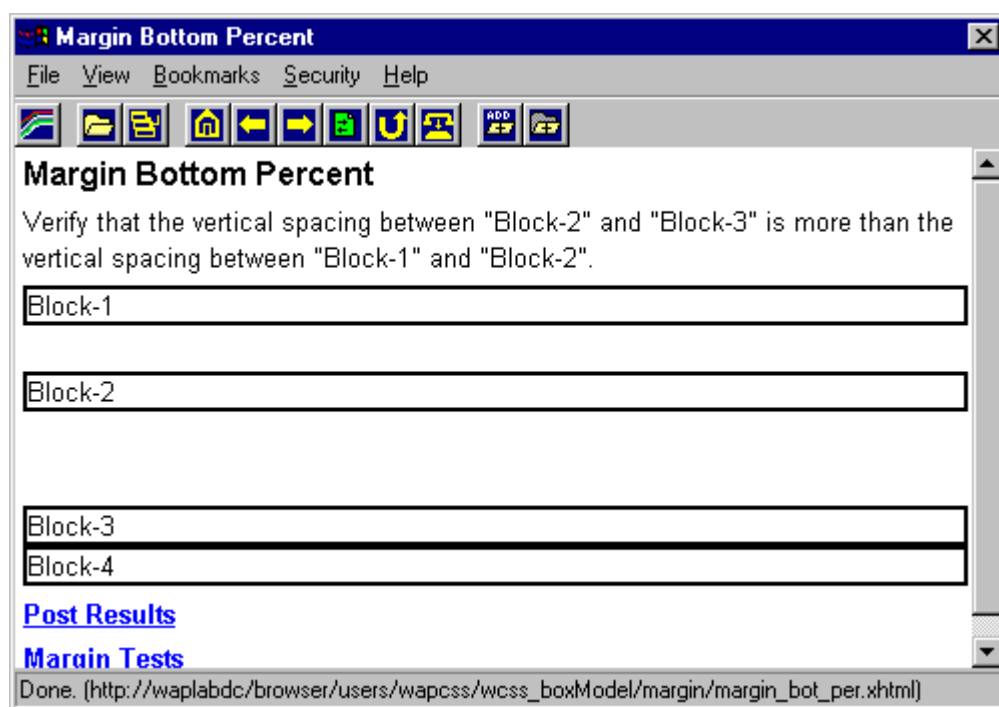 Margin Bottom Percent
File View Bookmarks Security Help
ADD
Margin Bottom Percent
Verify that the vertical spacing between "Block-2" and "Block-3" is more than the
vertical spacing between "Block-1" and "Block-2".
Block-1
Block-2
Block-3
Block-4
Post Results
Margin Tests
Done. (http://waplabdc/browser/users/wapcss/wcss_boxModel/margin/margin_bot_per.xhtml)